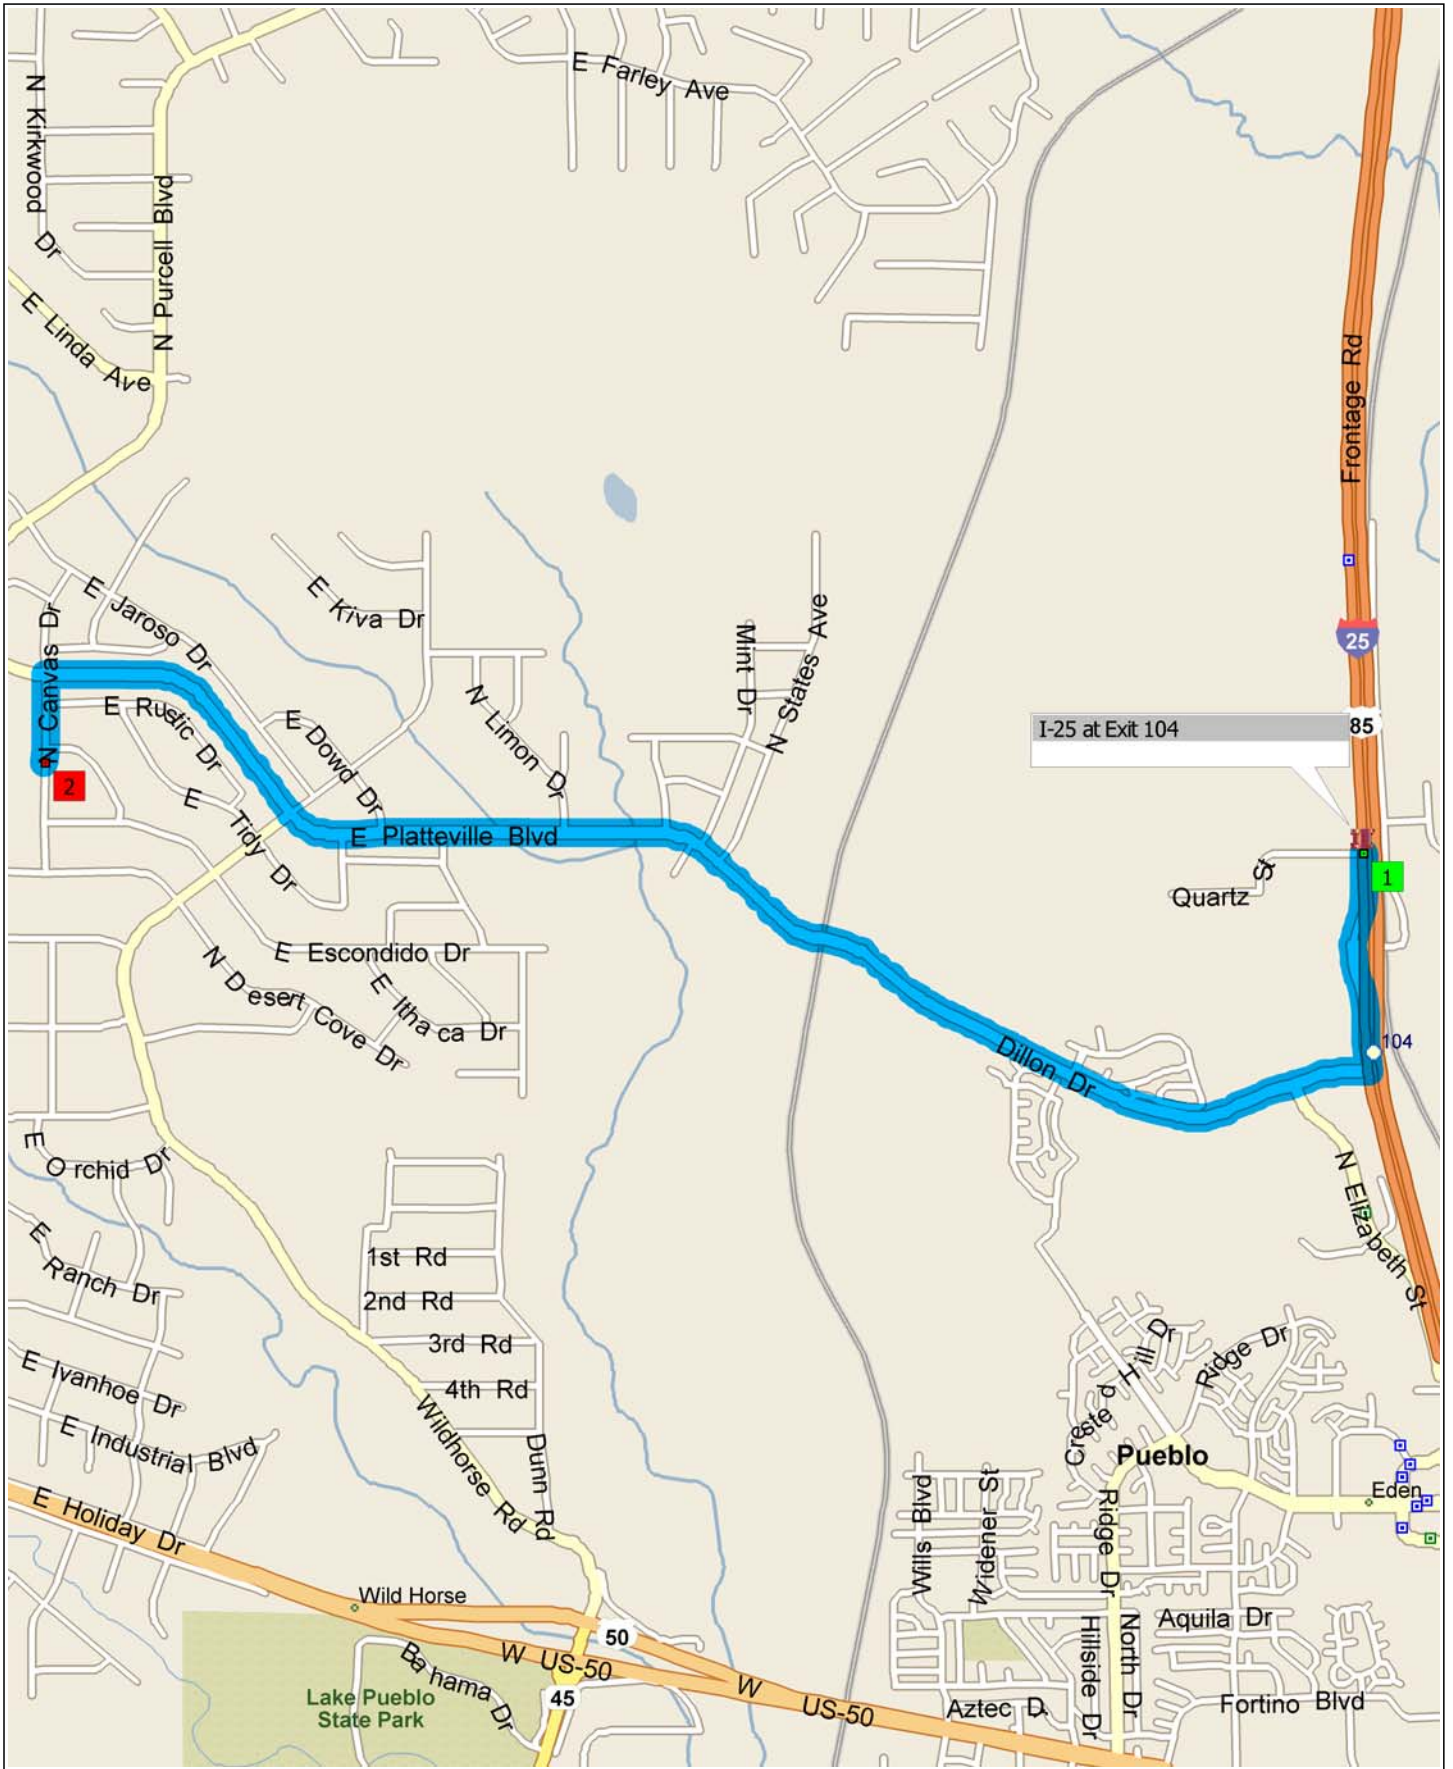 E Farley Ave
N Kirkwood Dr
N Purcell Blvd
E Linda Ave
Frontage Rd
E Jaroso Dr
E Kiva Dr
N Canvas Dr
25
Mint Dr
N States Ave
E Rustic Dr
E Dowd Dr
N Limon Dr
I-25 at Exit 104
85
2
E Tidy Dr
E Platteville Blvd
1
Quartz St
E Escondido Dr
N Desert Cove Dr
E Ithaca Dr
104
Dillon Dr
E Orchid Dr
N Elizabeth St
E Ranch Dr
1st Rd
2nd Rd
3rd Rd
4th Rd
Hill Dr
Ridge Dr
E Ivanhoe Dr
E Industrial Blvd
Wildhorse Rd
Dunn Rd
Crested
Pueblo
Eden
E Holiday Dr
Wills Blvd
Widener St
Ridge Dr
Wild Horse
50
W US-50
Bahama Dr
45
Lake Pueblo
State Park
W US-50
Aquila Dr
Hillside Dr
North Dr
Aztec D
Fortino Blvd